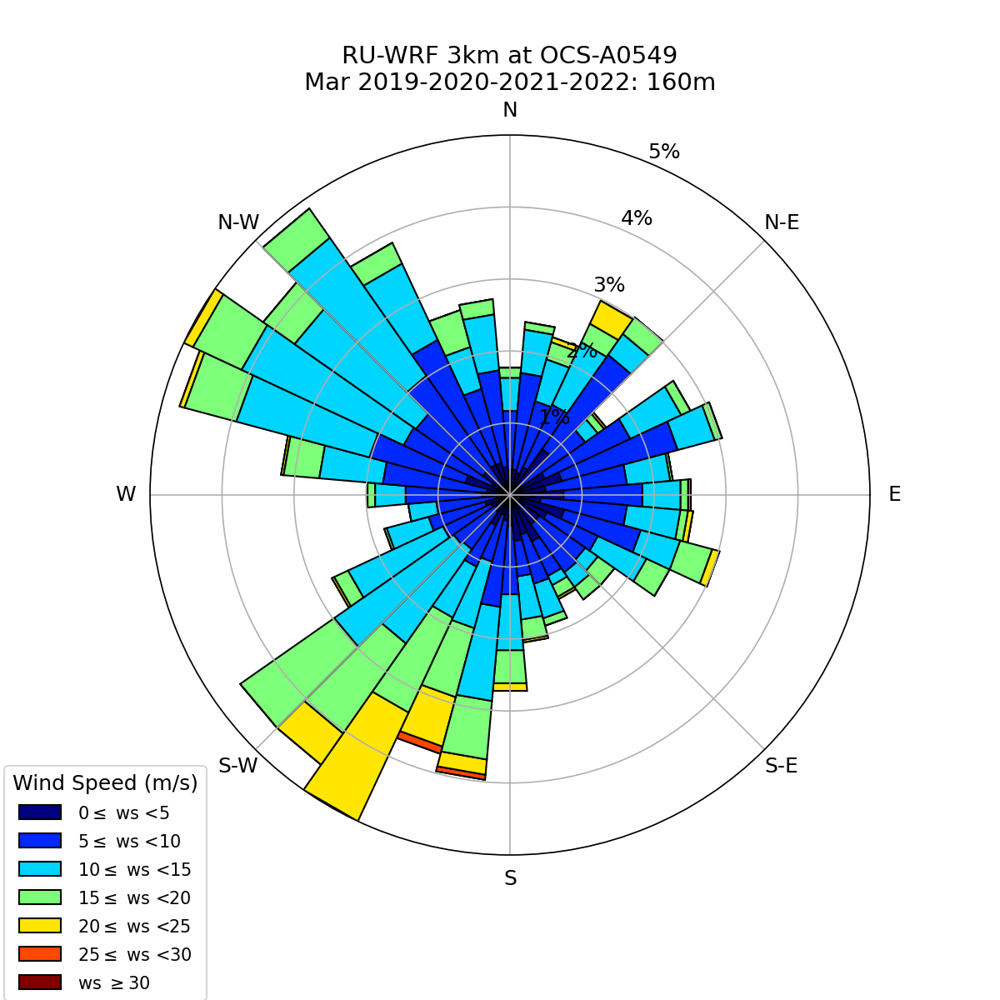 RU-WRF 3km at OCS-A0549
Mar 2019-2020-2021-2022: 160m
N
5%
4%
N-W
N-E
3%
2%
1%
W
E
S-W
S-E
S
Wind Speed (m/s)
0≤ ws <5
5≤ ws <10
10≤ ws <15
15≤ ws <20
20≤ ws <25
25≤ ws <30
ws ≥30